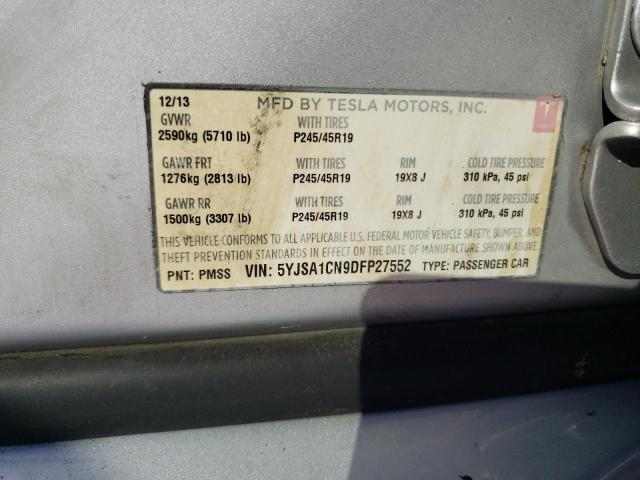 12/13 MFD BY TESLA MOTORS, INC.
GVWR WITH TIRES
2590kg (5710 lb) P245/45R19
GAWR FRT WITH TIRES RIM COLD TIRE PRESSURE
1276kg (2813 lb) P245/45R19 19X8 J 310 kPa, 45 psi
GAWR RR WITH TIRES RIM COLD TIRE PRESSURE
1500kg (3307 lb) P245/45R19 19X8 J 310 kPa, 45 psi
THIS VEHICLE CONFORMS TO ALL APPLICABLE U.S. FEDERAL MOTOR VEHICLE SAFETY, BUMPER, AND
THEFT PREVENTION STANDARDS IN EFFECT ON THE DATE OF MANUFACTURE SHOWN ABOVE.
PNT: PMSS VIN: 5YJSA1CN9DFP27552 TYPE: PASSENGER CAR